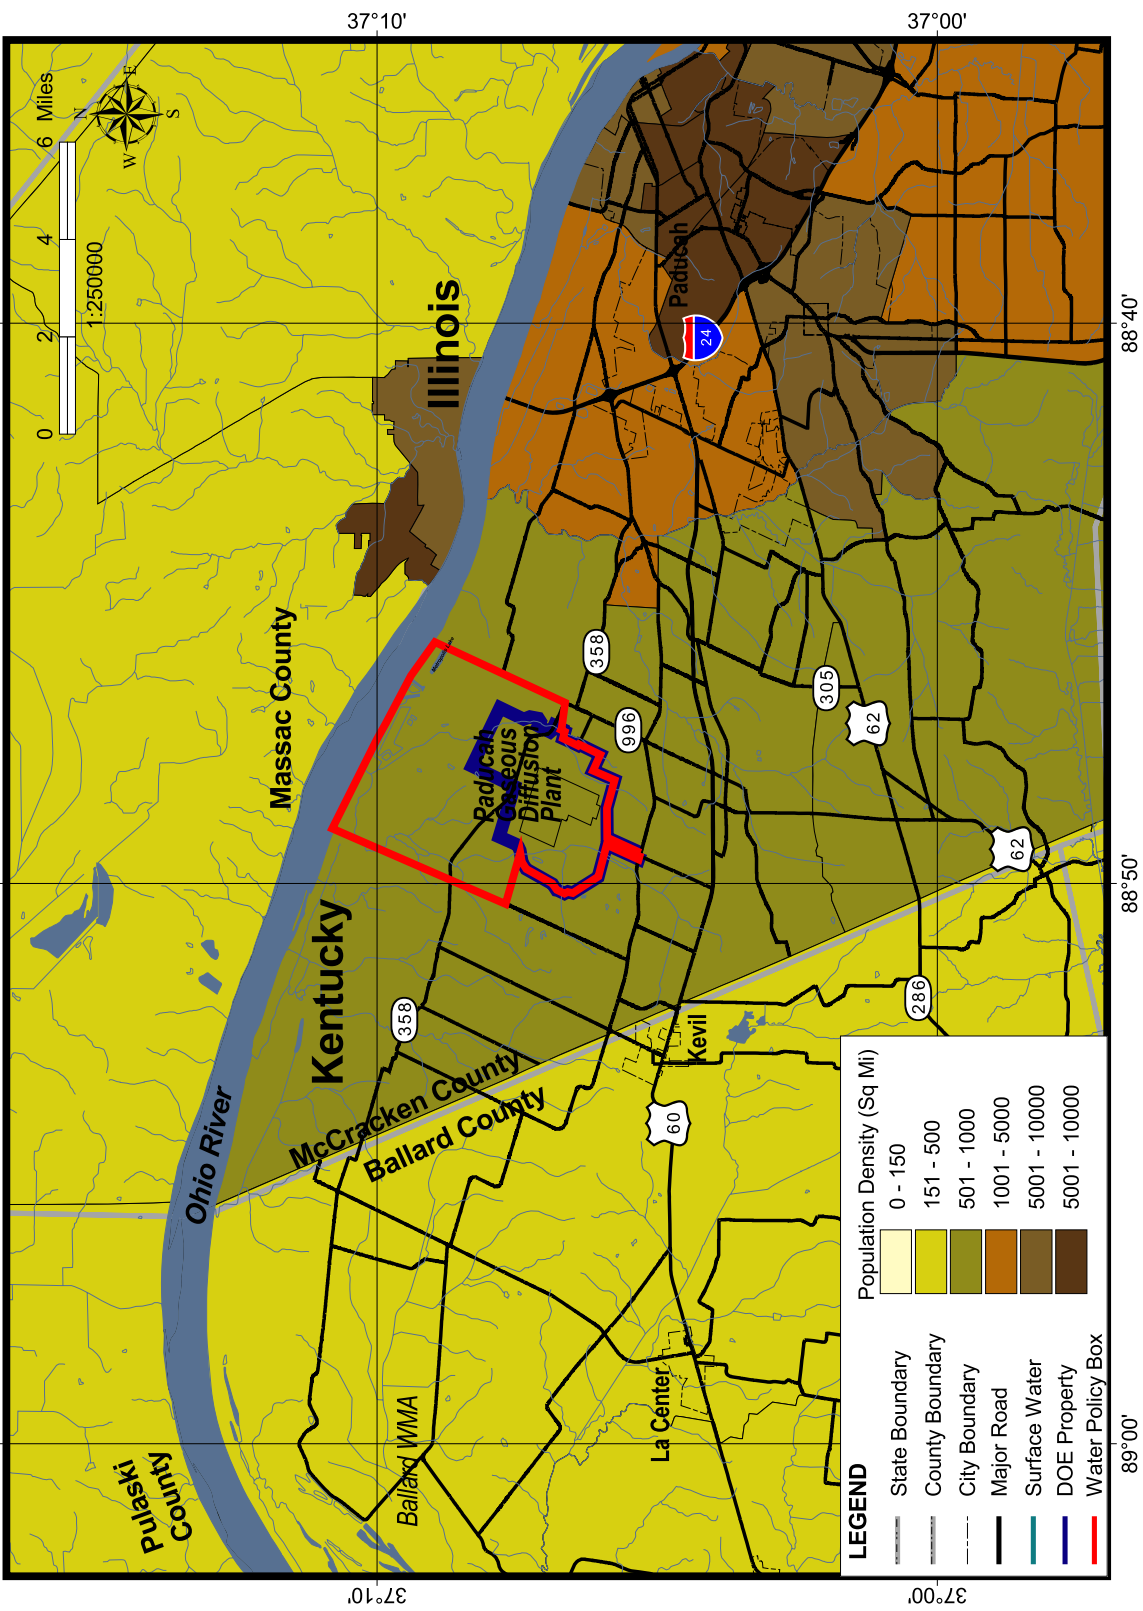 37°10'
37°00'
88°40'
88°50'
89°00'
37°10'
37°00'
0 2 4 6 Miles
1:250000
N
E
S
W
Illinois
Massac County
Kentucky
Ohio River
Pulaski
County
McCracken County
Ballard County
Ballard WMA
La Center
Kevil
Paducah
Paducah
Gaseous
Diffusion
Plant
24
358
996
305
62
62
358
286
60
LEGEND
State Boundary
County Boundary
City Boundary
Major Road
Surface Water
DOE Property
Water Policy Box
Population Density (Sq Mi)
0 - 150
151 - 500
501 - 1000
1001 - 5000
5001 - 10000
5001 - 10000